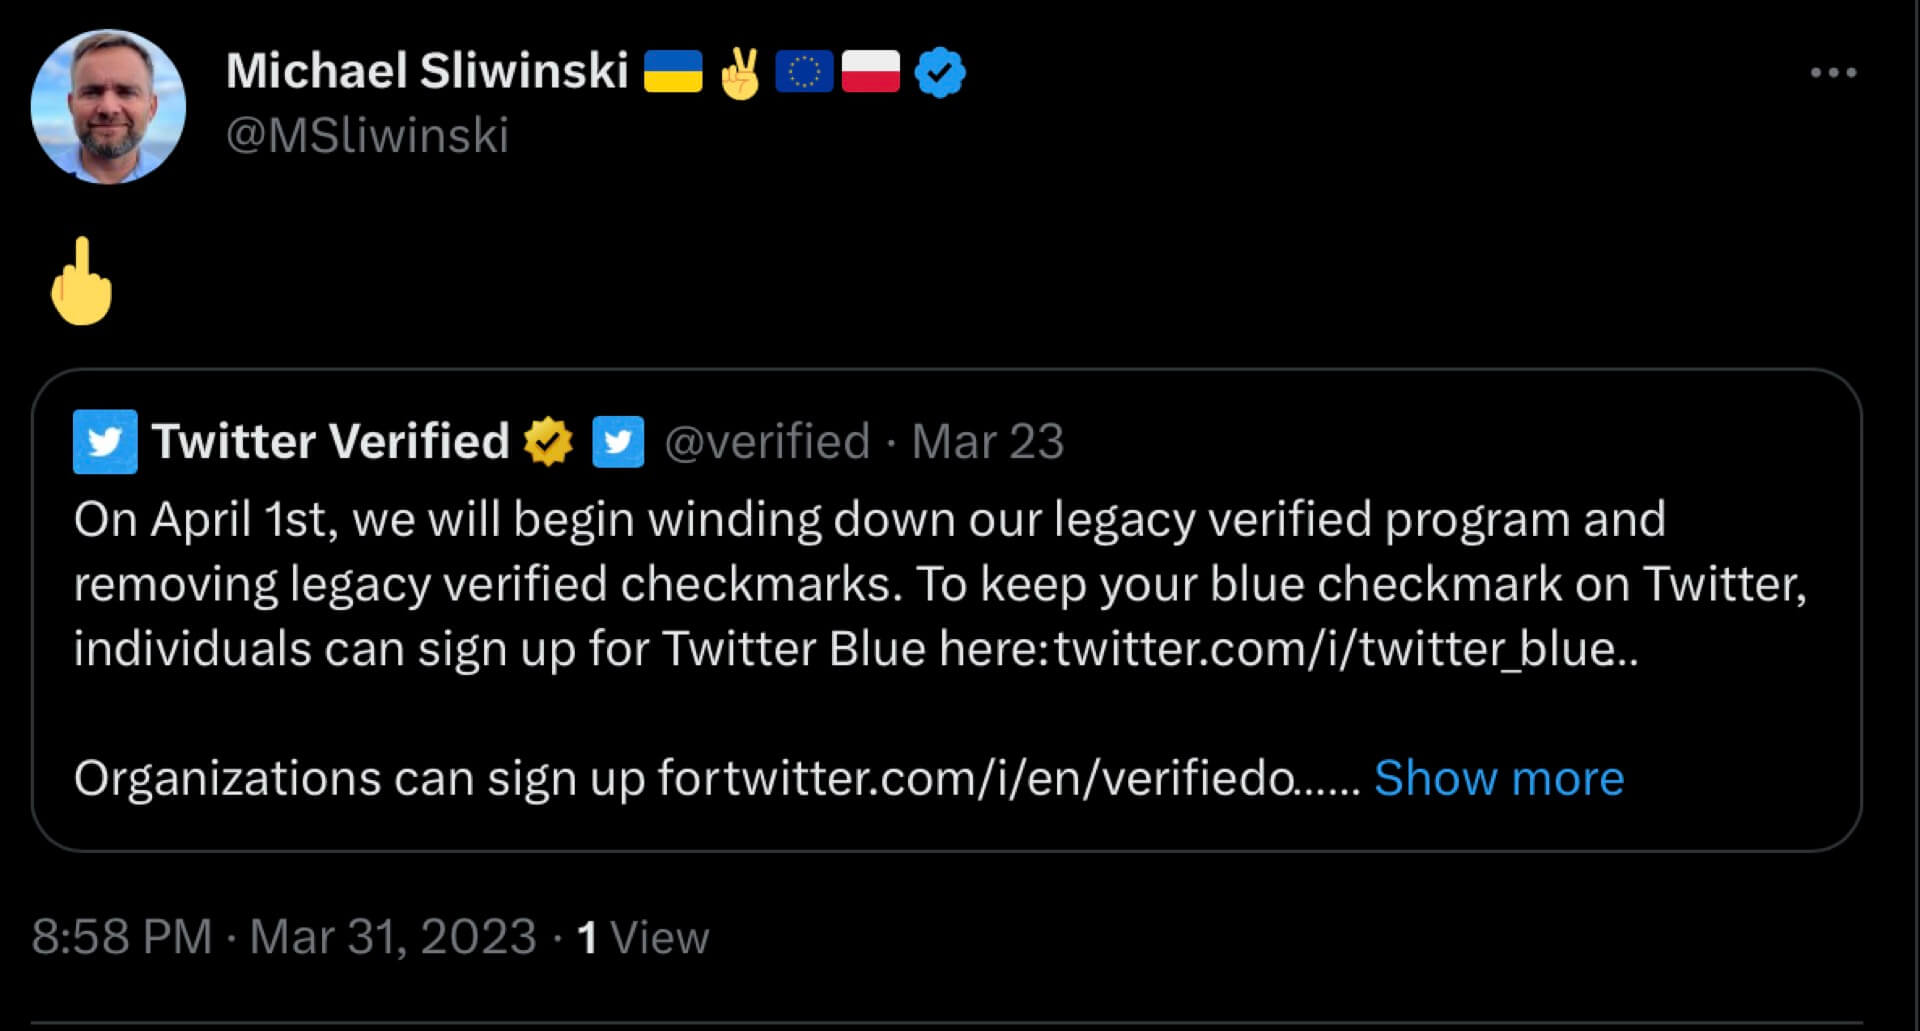 Michael Sliwinski 🇺🇦✌️🇪🇺🇵🇱
@MSliwinski
🖕
Twitter Verified @verified · Mar 23
On April 1st, we will begin winding down our legacy verified program and
removing legacy verified checkmarks. To keep your blue checkmark on Twitter,
individuals can sign up for Twitter Blue here:twitter.com/i/twitter_blue..
Organizations can sign up fortwitter.com/i/en/verifiedo...... Show more
8:58 PM · Mar 31, 2023 · 1 View